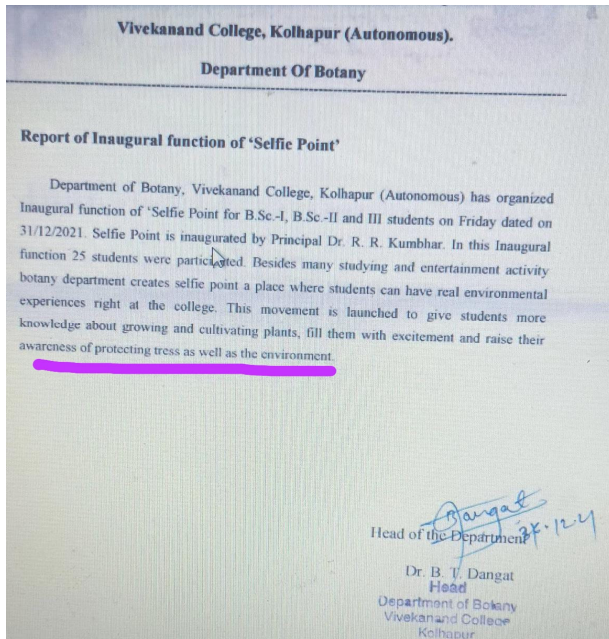 Vivekanand College, Kolhapur (Autonomous).
Department Of Botany
Report of Inaugural function of ‘Selfie Point’
Department of Botany, Vivekanand College, Kolhapur (Autonomous) has organized
Inaugural function of ‘Selfie Point for B.Sc.-I, B.Sc.-II and III students on Friday dated on
31/12/2021. Selfie Point is inaugurated by Principal Dr. R. R. Kumbhar. In this Inaugural
function 25 students were participated. Besides many studying and entertainment activity
botany department creates selfie point a place where students can have real environmental
experiences right at the college. This movement is launched to give students more
knowledge about growing and cultivating plants, fill them with excitement and raise their
awareness of protecting tress as well as the environment.
Dangat
Head of the Department
Dr. B. T. Dangat
Head
Department of Botany
Vivekanand College
Kolhapur